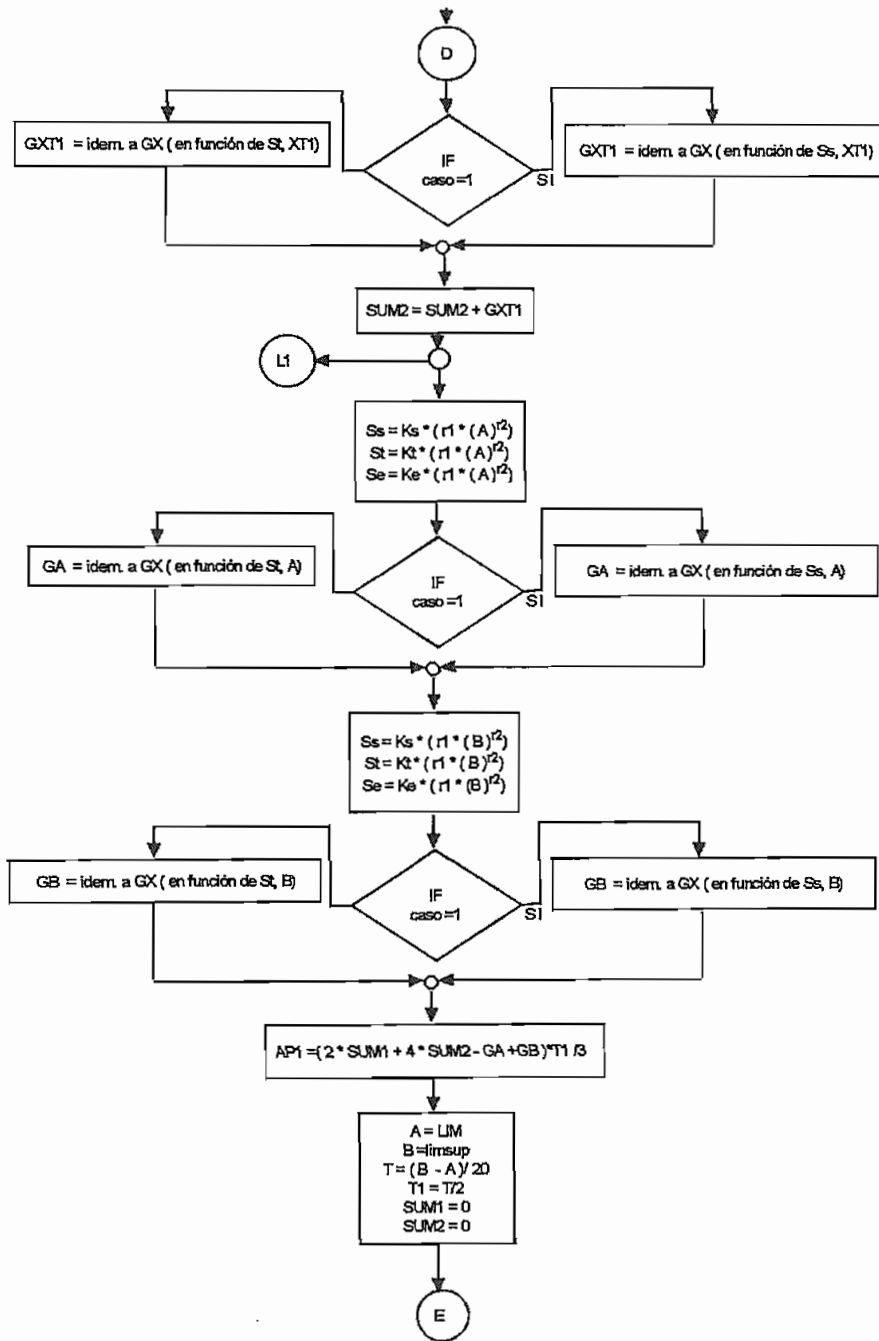 D
GXT1 = idem. a GX ( en función de St, XT1)
IF
caso =1
SI
GXT1 = idem. a GX ( en función de Ss, XT1)
SUM2 = SUM2 + GXT1
L1
Ss = Ks * ( r1 * ( A )^r2)
St = Kt * ( r1 * ( A )^r2)
Se = Ke * ( r1 * ( A )^r2)
GA = idem. a GX ( en función de St, A)
IF
caso =1
SI
GA = idem. a GX ( en función de Ss, A)
Ss = Ks * ( r1 * ( B )^r2)
St = Kt * ( r1 * ( B )^r2)
Se = Ke * ( r1 * (B )^r2)
GB = idem. a GX ( en función de St, B)
IF
caso =1
SI
GB = idem. a GX ( en función de Ss, B)
AP1 =( 2 * SUM1 + 4 * SUM2 - GA +GB )*T1 /3
A = LIM
B =limsup
T = (B - A)/ 20
T1 = T/2
SUM1 = 0
SUM2 = 0
E